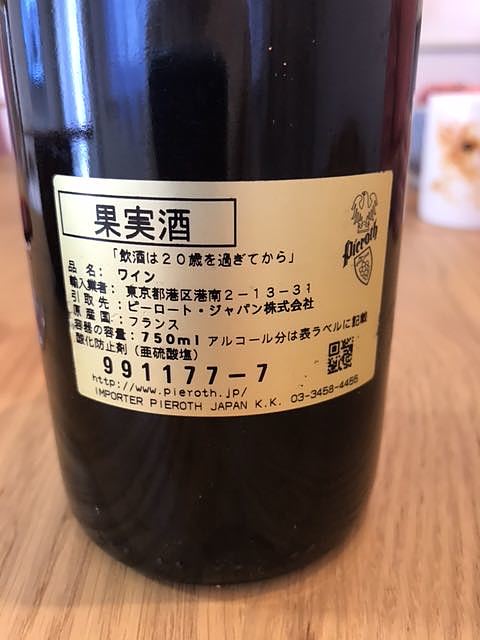 果実酒
Pieroth
「飲酒は20歳を過ぎてから」
品名：ワイン
輸入業者：東京都港区港南2-13-31
引取先：ピーロート・ジャパン株式会社
原産国：フランス
容器の容量：750ml アルコール分は表ラベルに記載
酸化防止剤（亜硫酸塩）
991177-7
http://www.pieroth.jp/
IMPORTER PIEROTH JAPAN K.K. 03-3458-4455